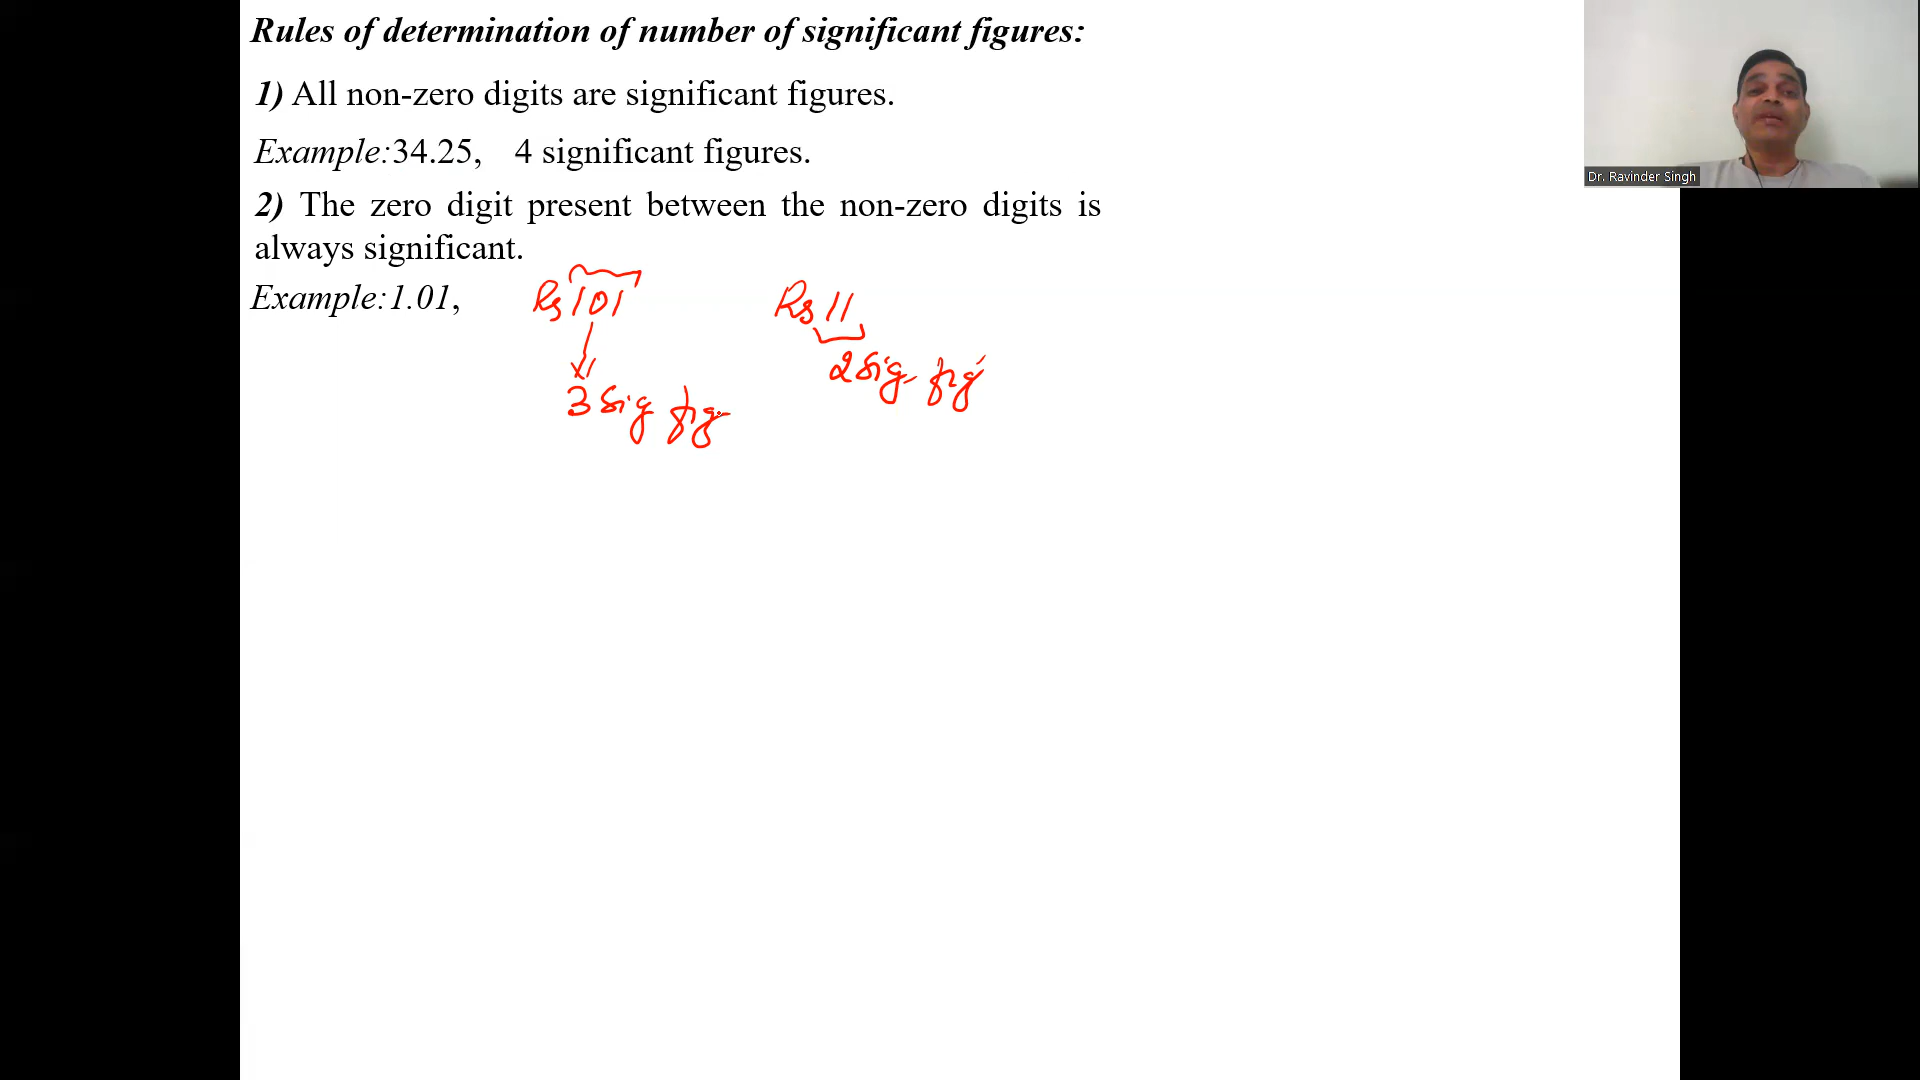 Rules of determination of number of significant figures:
1) All non-zero digits are significant figures.
Example:34.25, 4 significant figures.
2) The zero digit present between the non-zero digits is
always significant.
Example:1.01,
Rs 101
3 sig fig
Rs 11
2 sig. fig
Dr. Ravinder Singh